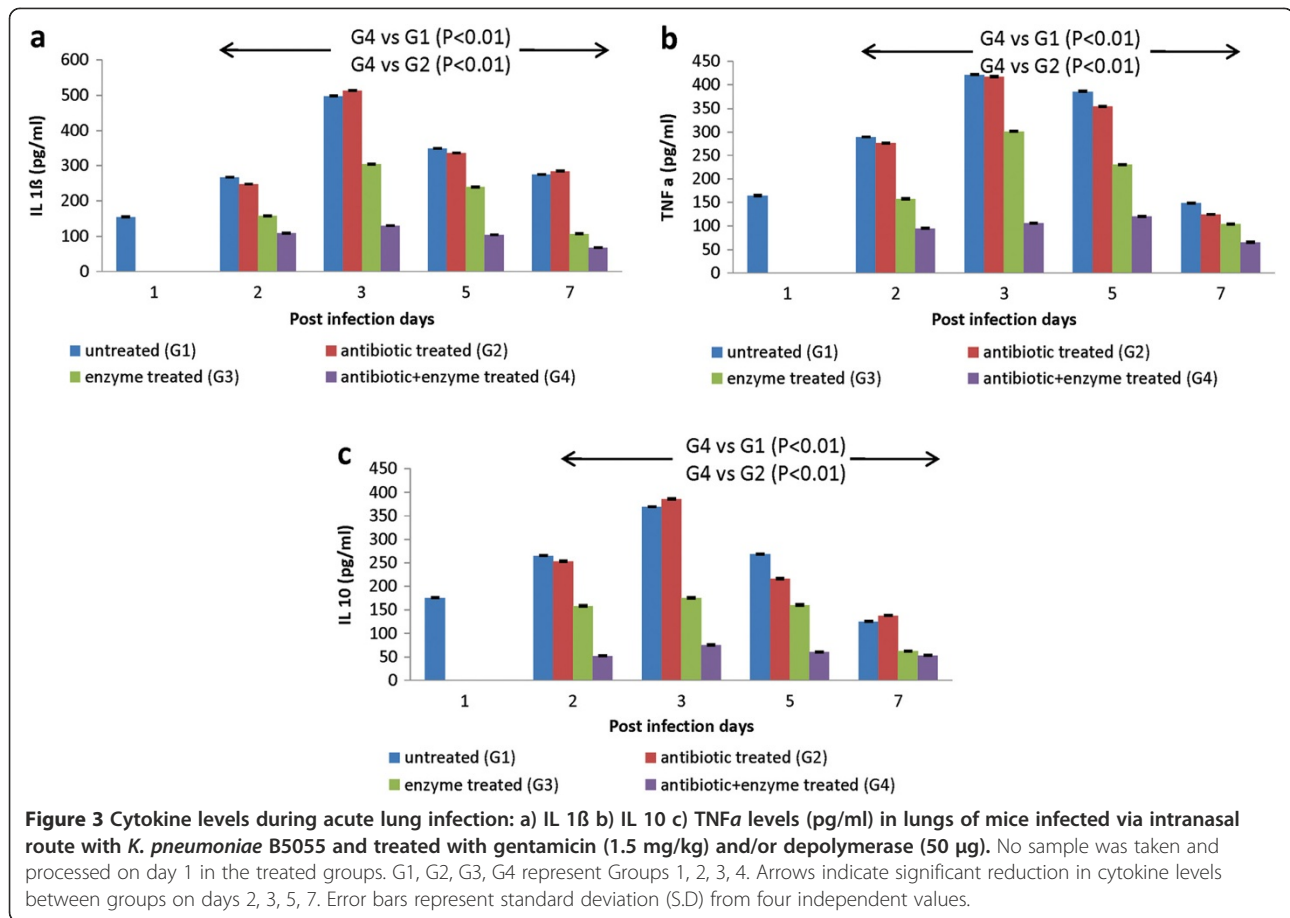 a
G4 vs G1 (P<0.01)
G4 vs G2 (P<0.01)
600
500
400
300
200
100
0
IL 1ß (pg/ml)
1 2 3 5 7
Post infection days
untreated (G1) antibiotic treated (G2)
enzyme treated (G3) antibiotic+enzyme treated (G4)
b
G4 vs G1 (P<0.01)
G4 vs G2 (P<0.01)
450
400
350
300
250
200
150
100
50
0
TNF a (pg/ml)
1 2 3 5 7
Post infection days
untreated (G1) antibiotic treated (G2)
enzyme treated (G3) antibiotic+enzyme treated (G4)
c
G4 vs G1 (P<0.01)
G4 vs G2 (P<0.01)
450
400
350
300
250
200
150
100
50
0
IL 10 (pg/ml)
1 2 3 5 7
Post infection days
untreated (G1) antibiotic treated (G2)
enzyme treated (G3) antibiotic+enzyme treated (G4)
Figure 3 Cytokine levels during acute lung infection: a) IL 1ß b) IL 10 c) TNFa levels (pg/ml) in lungs of mice infected via intranasal
route with K. pneumoniae B5055 and treated with gentamicin (1.5 mg/kg) and/or depolymerase (50 μg). No sample was taken and
processed on day 1 in the treated groups. G1, G2, G3, G4 represent Groups 1, 2, 3, 4. Arrows indicate significant reduction in cytokine levels
between groups on days 2, 3, 5, 7. Error bars represent standard deviation (S.D) from four independent values.